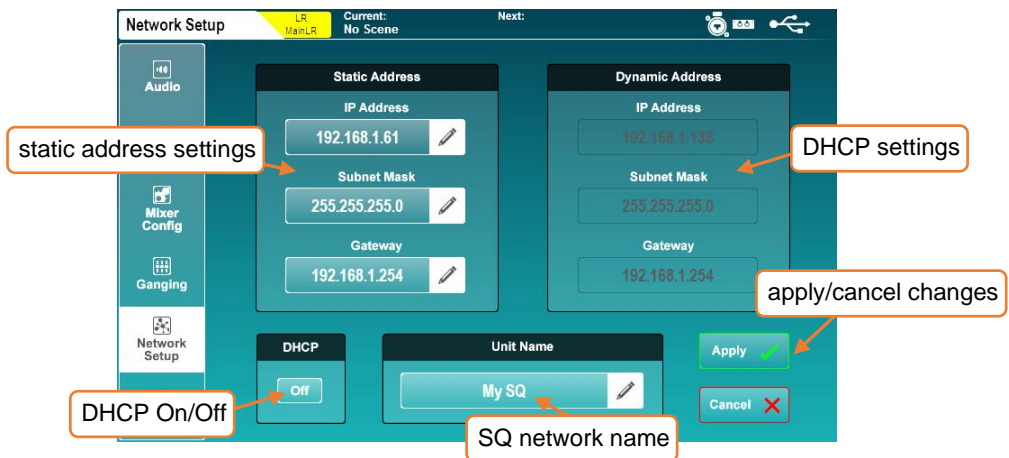 Network Setup
LR
MainLR
Current:
No Scene
Next:
Audio
Static Address
Dynamic Address
IP Address
IP Address
192.168.1.61
192.168.1.138
static address settings
DHCP settings
Subnet Mask
Subnet Mask
Mixer
Config
255.255.255.0
255.255.255.0
Gateway
Gateway
Ganging
192.168.1.254
192.168.1.254
apply/cancel changes
Network
Setup
DHCP
Unit Name
Apply
Off
My SQ
Cancel
DHCP On/Off
SQ network name